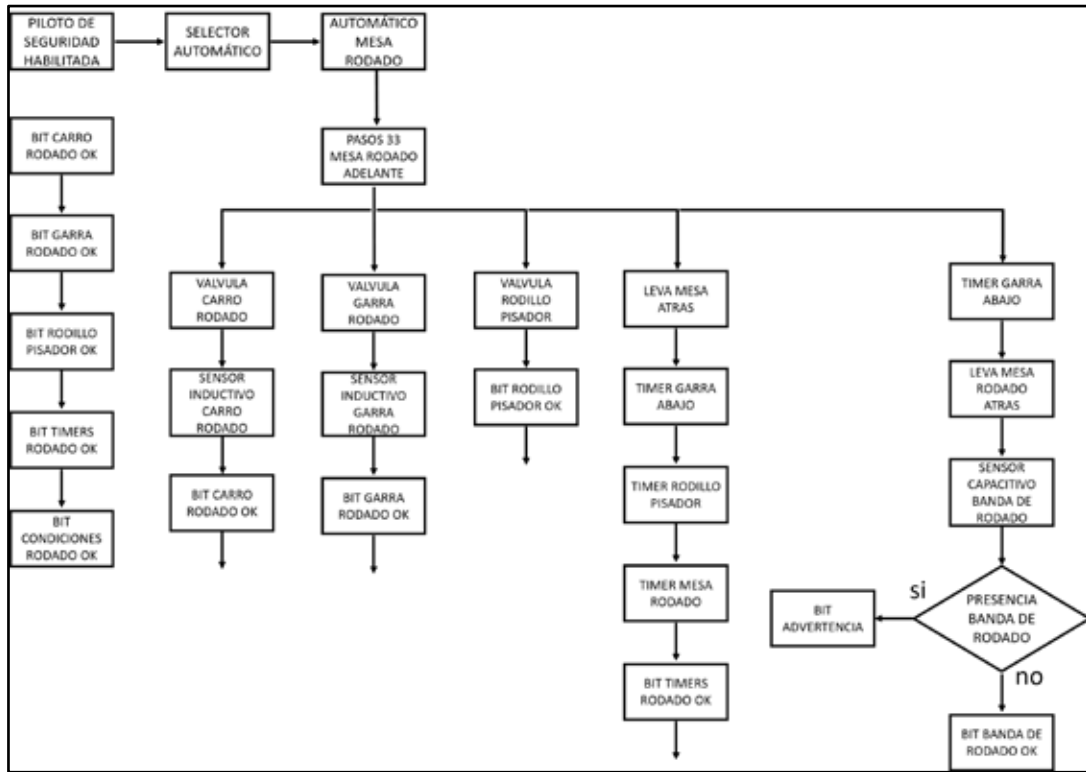 PILOTO DE
SEGURIDAD
HABILITADA
SELECTOR
AUTOMÁTICO
AUTOMÁTICO
MESA
RODADO
BIT CARRO
RODADO OK
BIT GARRA
RODADO OK
BIT RODILLO
PISADOR OK
BIT TIMERS
RODADO OK
BIT
CONDICIONES
RODADO OK
PASOS 33
MESA RODADO
ADELANTE
VALVULA
CARRO
RODADO
SENSOR
INDUCTIVO
CARRO
RODADO
BIT CARRO
RODADO OK
VALVULA
GARRA
RODADO
SENSOR
INDUCTIVO
GARRA
RODADO
BIT GARRA
RODADO OK
VALVULA
RODILLO
PISADOR
BIT RODILLO
PISADOR OK
LEVA MESA
ATRAS
TIMER GARRA
ABAJO
TIMER RODILLO
PISADOR
TIMER MESA
RODADO
BIT TIMERS
RODADO OK
TIMER GARRA
ABAJO
LEVA MESA
RODADO
ATRAS
SENSOR
CAPACITIVO
BANDA DE
RODADO
PRESENCIA
BANDA DE
RODADO
si
BIT
ADVERTENCIA
no
BIT BANDA DE
RODADO OK